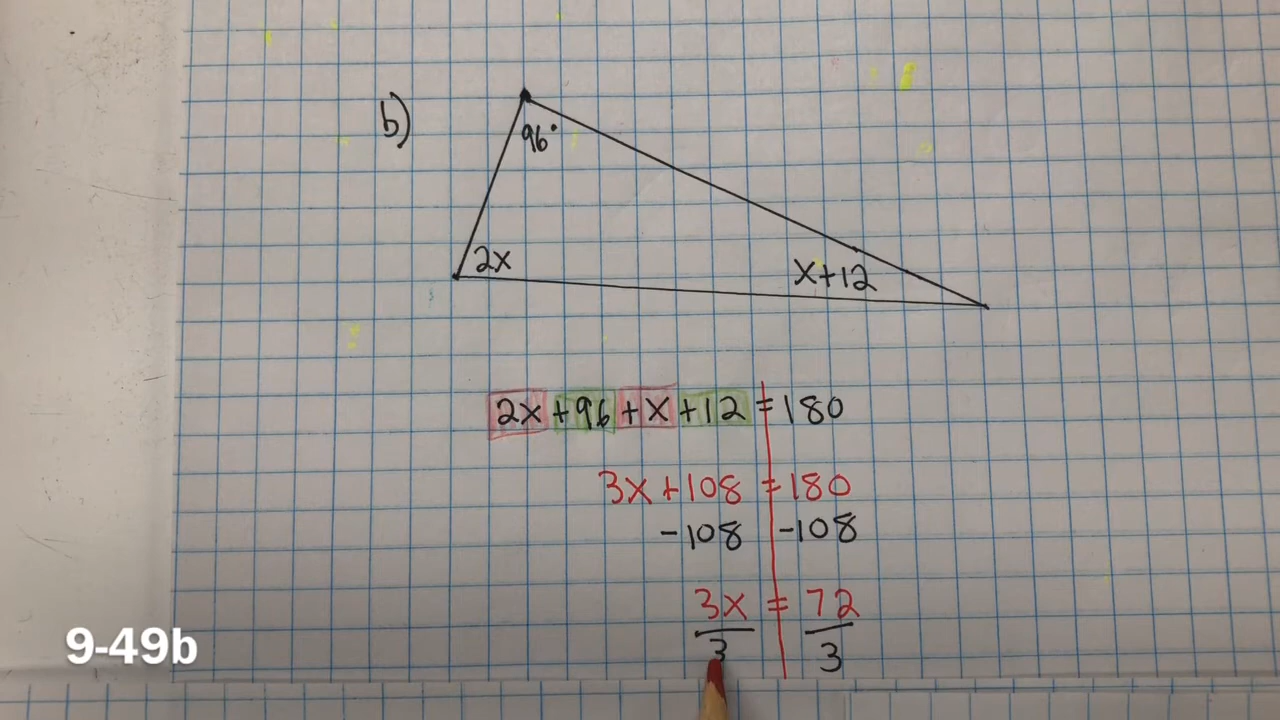 b)
96°
2x
x+12
2x +96 +x +12 = 180
3x +108 = 180
-108 -108
3x = 72
3 3
9-49b